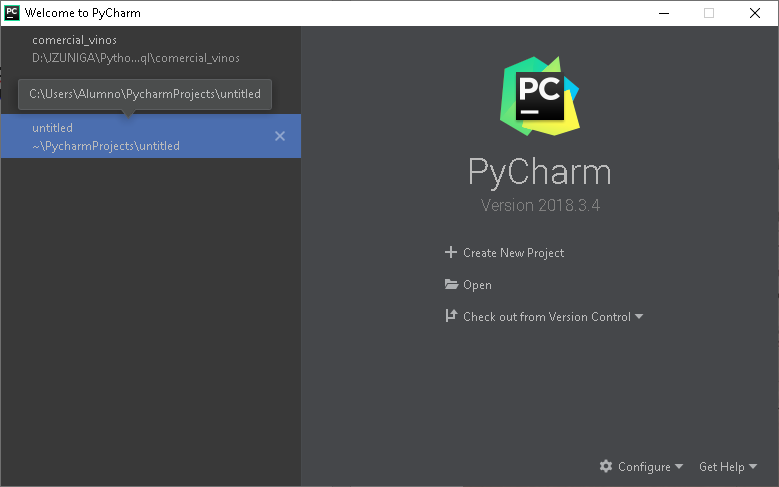 PC Welcome to PyCharm
comercial_vinos
D:\JZUNIGA\Pytho...ql\comercial_vinos
C:\Users\Alumno\PycharmProjects\untitled
untitled
~\PycharmProjects\untitled
PC
PyCharm
Version 2018.3.4
Create New Project
Open
Check out from Version Control
Configure Get Help